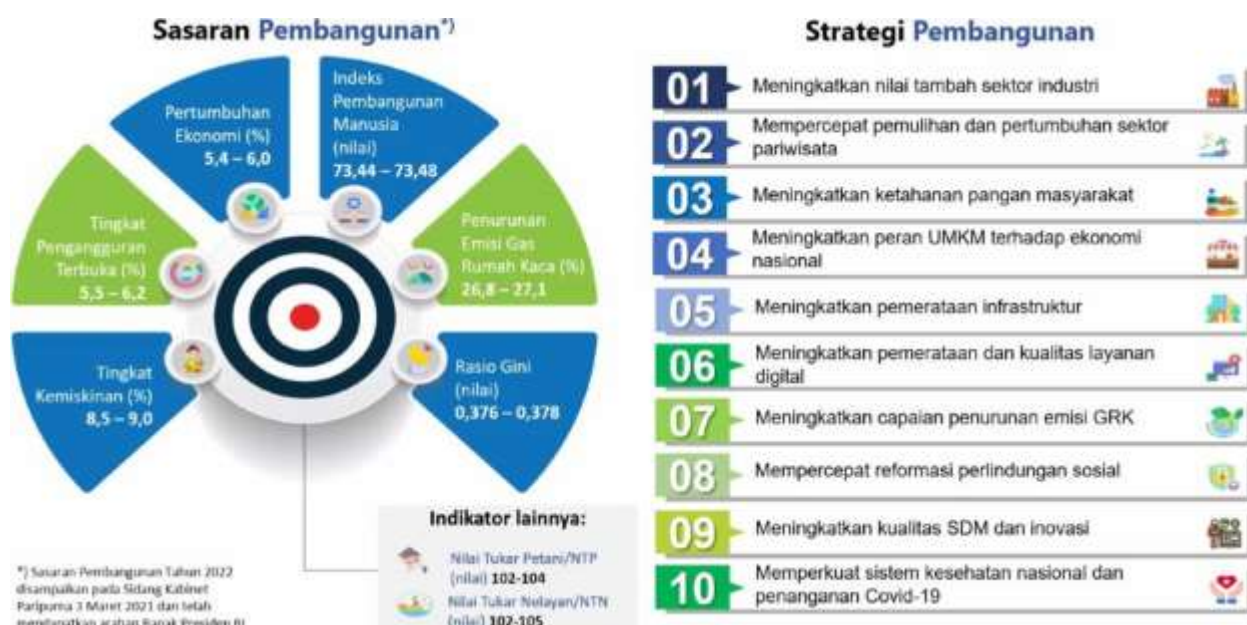 Sasaran Pembangunan*)
Pertumbuhan
Ekonomi (%)
5,4 – 6,0
Indeks
Pembangunan
Manusia
(nilai)
73,44 – 73,48
Tingkat
Pengangguran
Terbuka (%)
5,5 – 6,2
Penurunan
Emisi Gas
Rumah Kaca (%)
26,8 – 27,1
Tingkat
Kemiskinan (%)
8,5 – 9,0
Rasio Gini
(nilai)
0,376 – 0,378
Indikator lainnya:
Nilai Tukar Petani/NTP
(nilai) 102-104
Nilai Tukar Nelayan/NTN
(nilai) 102-105
*) Sasaran Pembangunan Tahun 2022
disampaikan pada Sidang Kabinet
Paripurna 3 Maret 2021 dan telah
mendapatkan arahan Bapak Presiden RI
Strategi Pembangunan
01 Meningkatkan nilai tambah sektor industri
02 Mempercepat pemulihan dan pertumbuhan sektor
pariwisata
03 Meningkatkan ketahanan pangan masyarakat
04 Meningkatkan peran UMKM terhadap ekonomi
nasional
05 Meningkatkan pemerataan infrastruktur
06 Meningkatkan pemerataan dan kualitas layanan
digital
07 Meningkatkan capaian penurunan emisi GRK
08 Mempercepat reformasi perlindungan sosial
09 Meningkatkan kualitas SDM dan inovasi
10 Memperkuat sistem kesehatan nasional dan
penanganan Covid-19